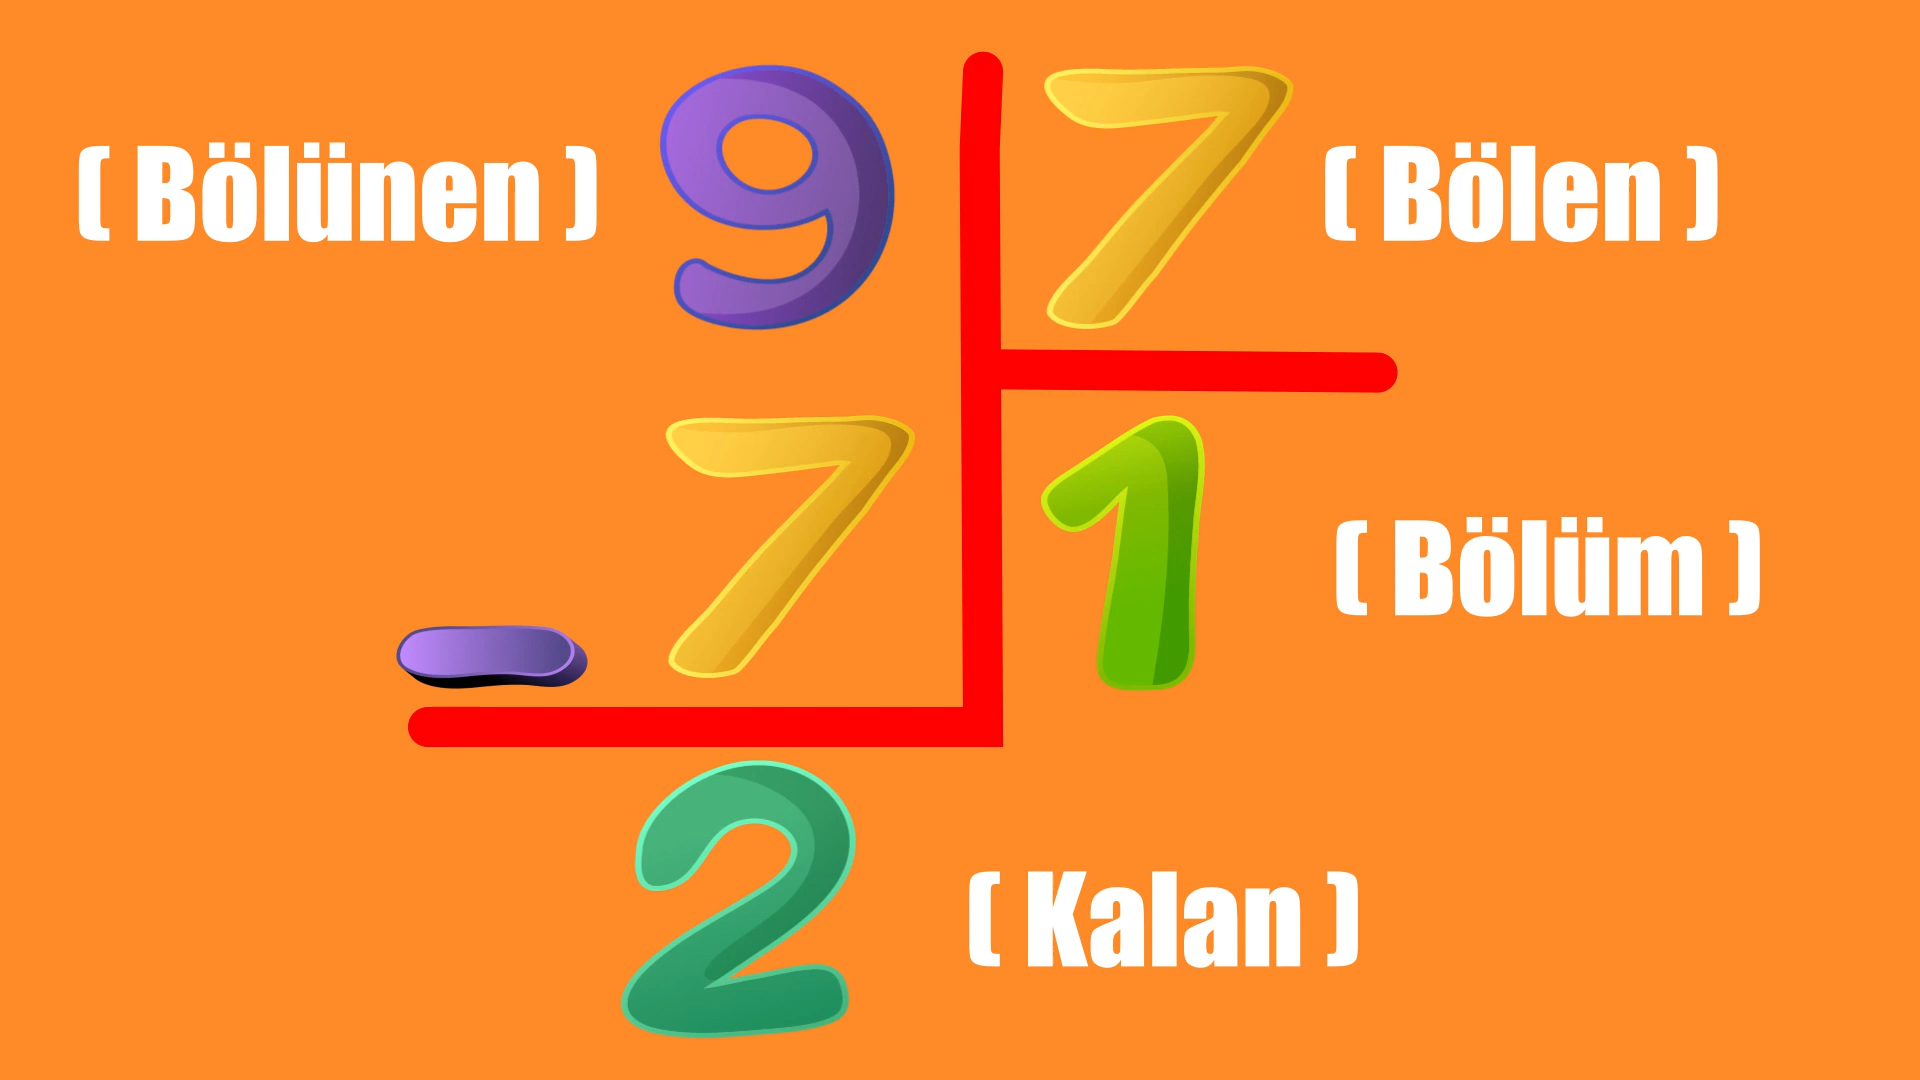 ( Bölünen ) 9 7 ( Bölen )
- 7 1 ( Bölüm )
2 ( Kalan )